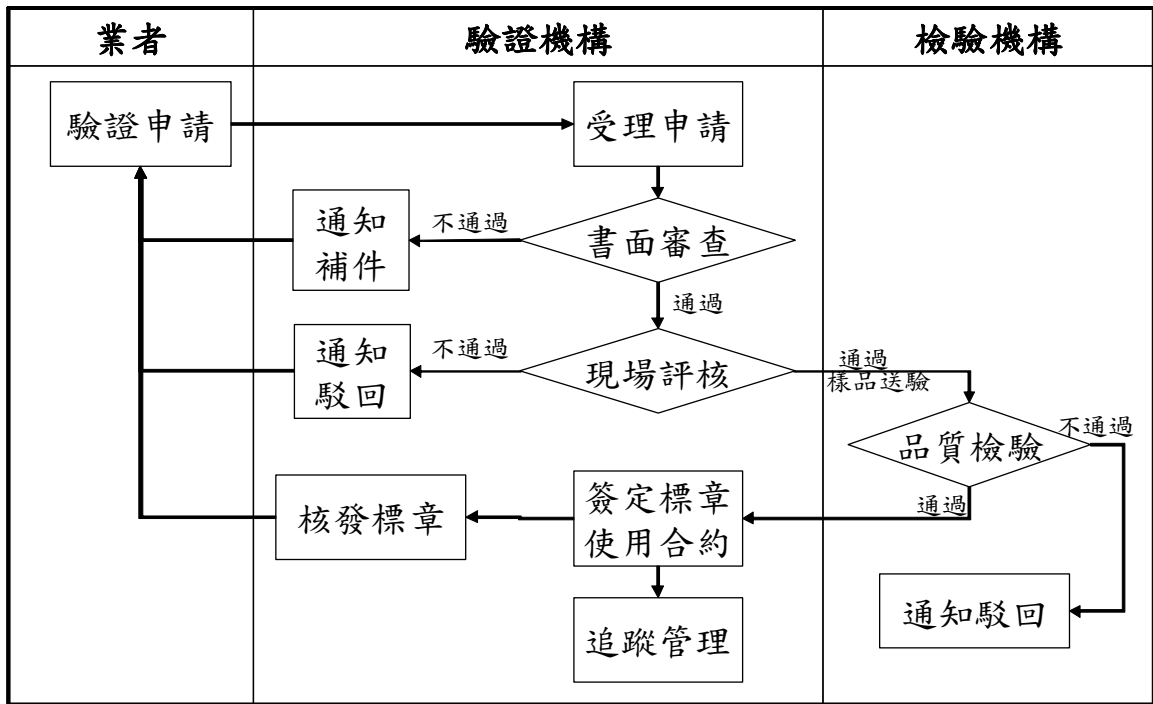 業者
驗證機構
檢驗機構
驗證申請
受理申請
通知
補件
不通過
書面審查
通過
通知
駁回
不通過
現場評核
通過
樣品送驗
品質檢驗
不通過
通過
核發標章
簽定標章
使用合約
通知駁回
追蹤管理